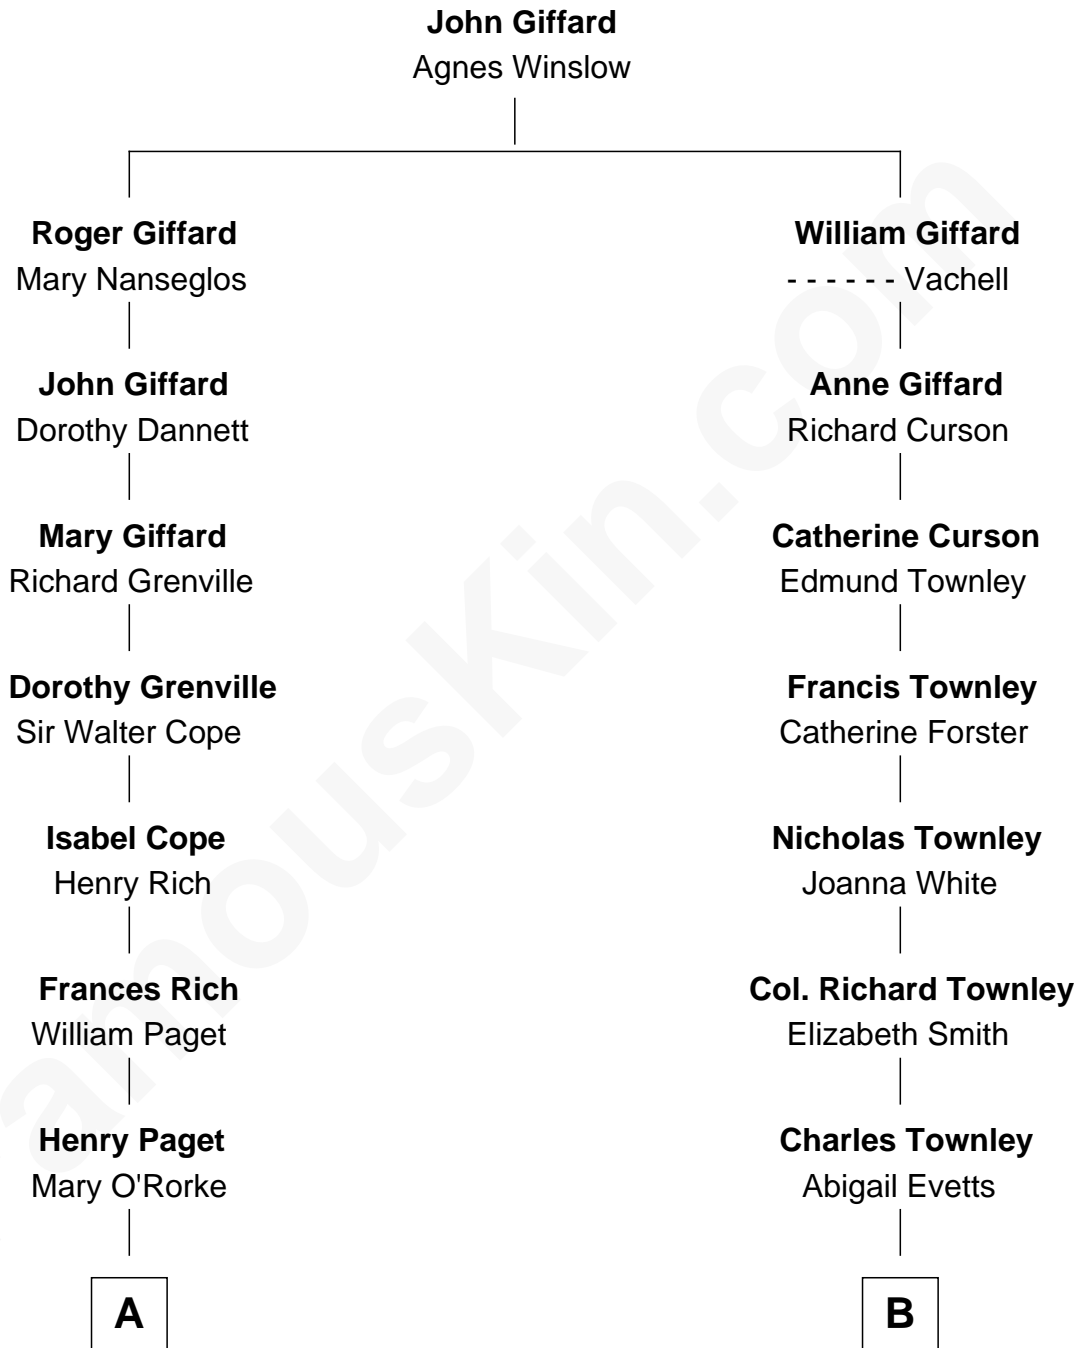 John Giffard
Agnes Winslow
Roger Giffard
Mary Nanseglos
William Giffard
- - - - - - Vachell
John Giffard
Dorothy Dannett
Anne Giffard
Richard Curson
Mary Giffard
Richard Grenville
Catherine Curson
Edmund Townley
Dorothy Grenville
Sir Walter Cope
Francis Townley
Catherine Forster
Isabel Cope
Henry Rich
Nicholas Townley
Joanna White
Frances Rich
William Paget
Col. Richard Townley
Elizabeth Smith
Henry Paget
Mary O'Rorke
Charles Townley
Abigail Evetts
A
B
amousKin.com